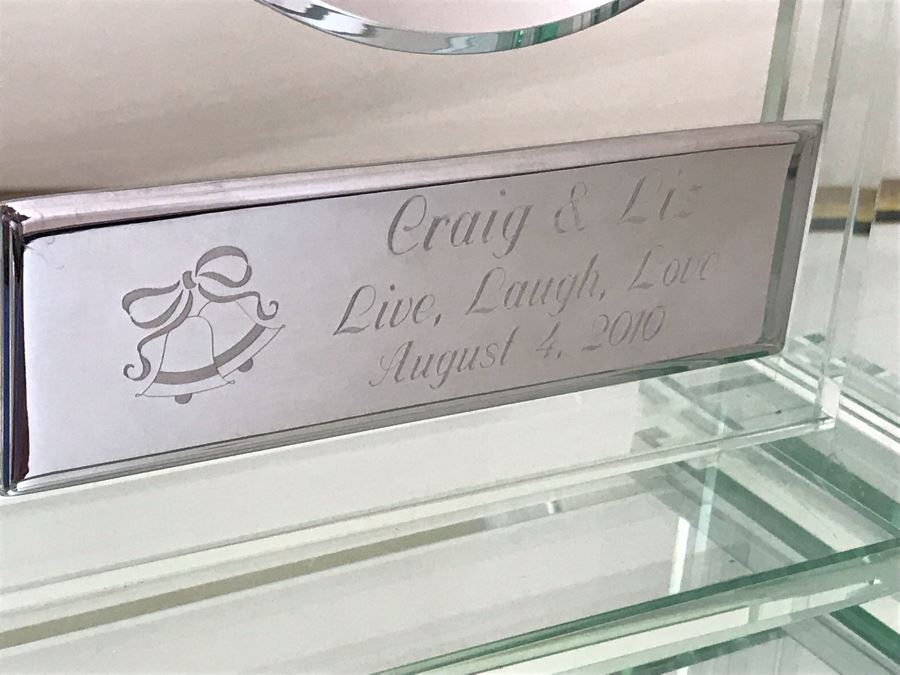 Craig & Liz
Live, Laugh, Love
August 4, 2010